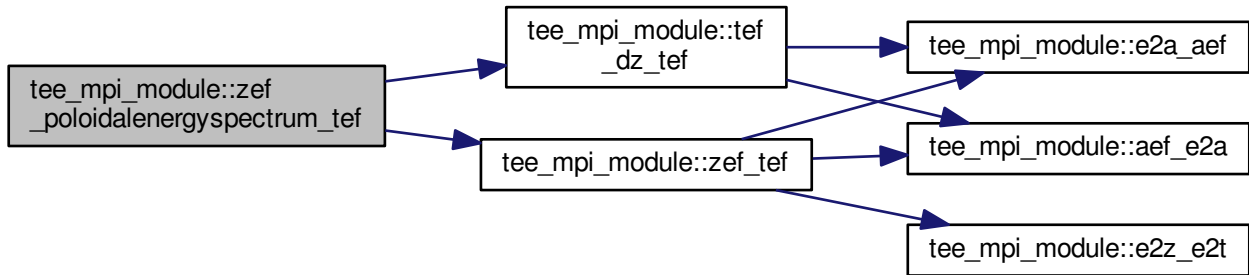 tee_mpi_module::zef
_poloidalenergyspectrum_tef
tee_mpi_module::tef
_dz_tef
tee_mpi_module::zef_tef
tee_mpi_module::e2a_aef
tee_mpi_module::aef_e2a
tee_mpi_module::e2z_e2t